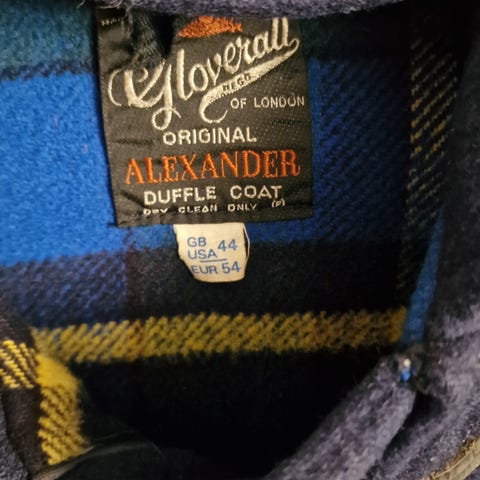 Gloverall
REGD
OF LONDON
ORIGINAL
ALEXANDER
DUFFLE COAT
DRY CLEAN ONLY (P)
GB
USA 44
EUR 54